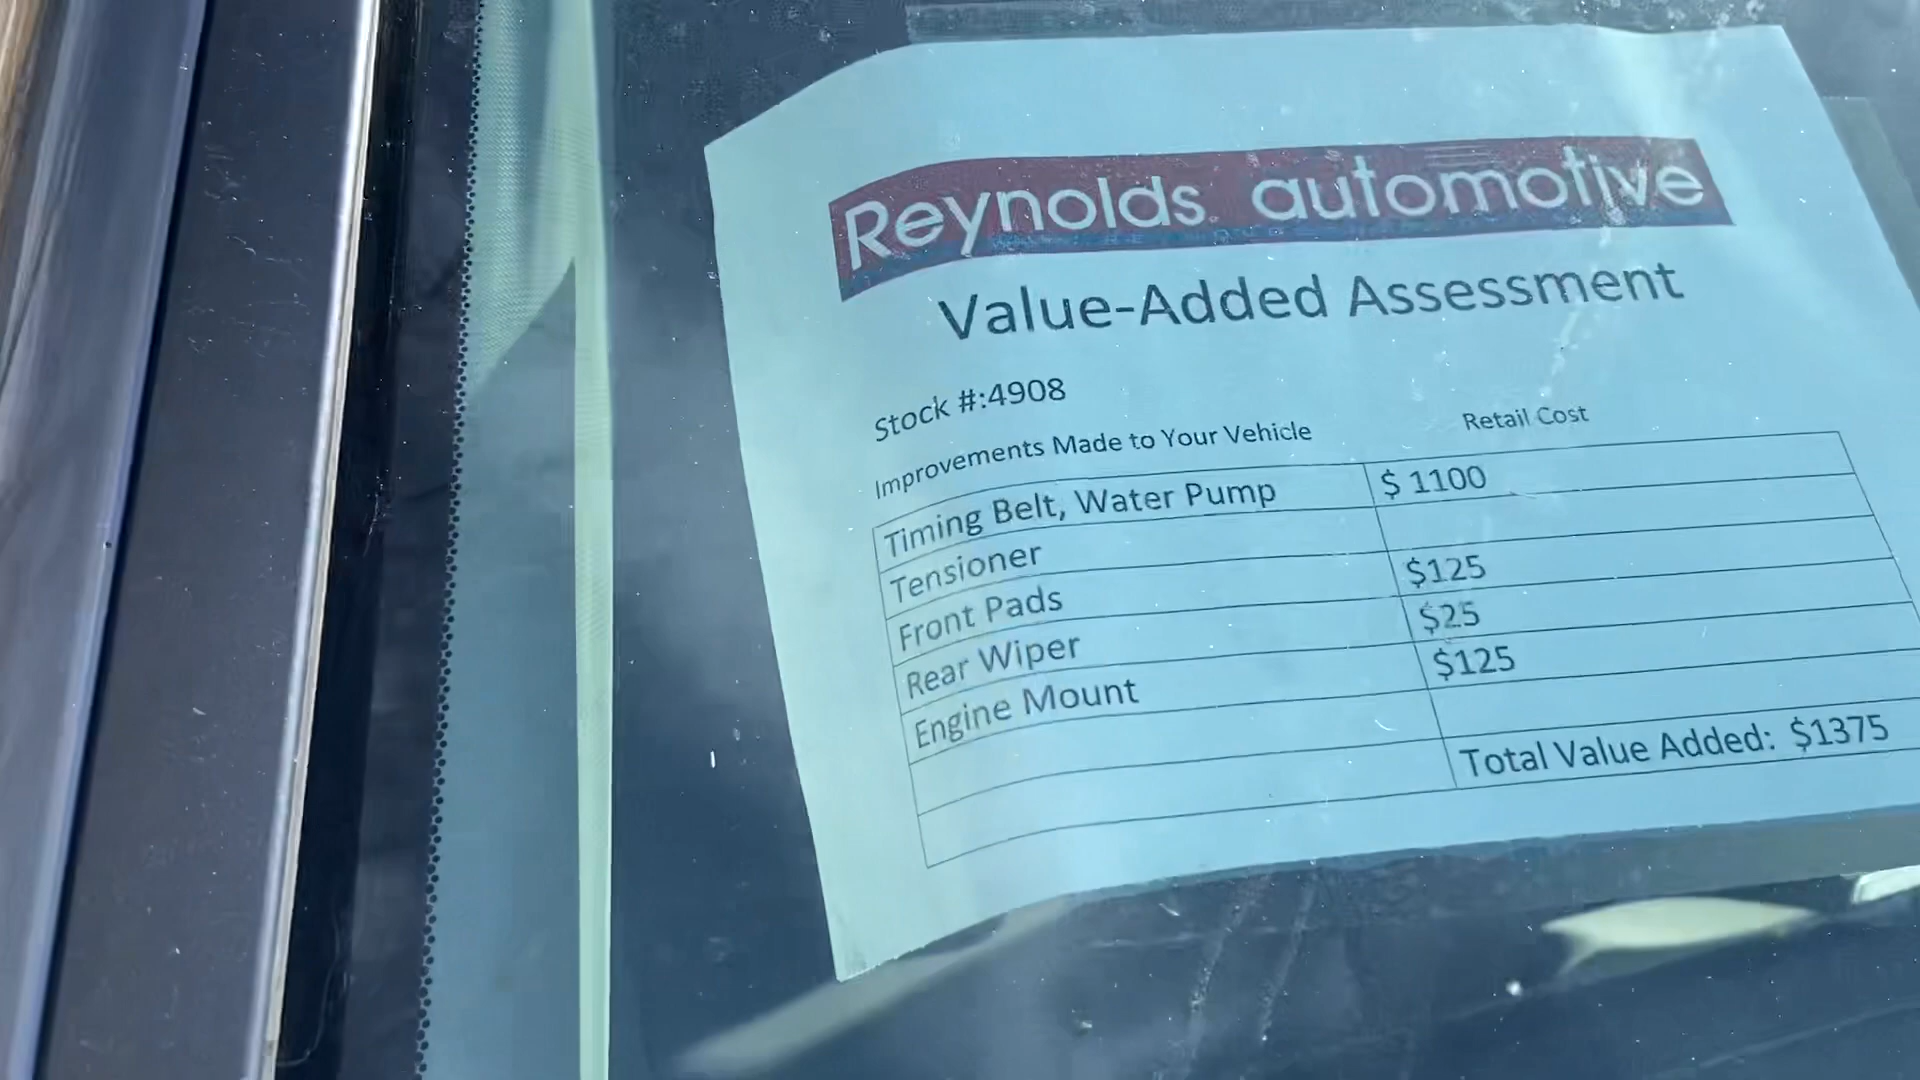 Reynolds automotive
Value-Added Assessment
Stock #:4908
Improvements Made to Your Vehicle Retail Cost
Timing Belt, Water Pump $ 1100
Tensioner
Front Pads $125
Rear Wiper $25
Engine Mount $125
Total Value Added: $1375